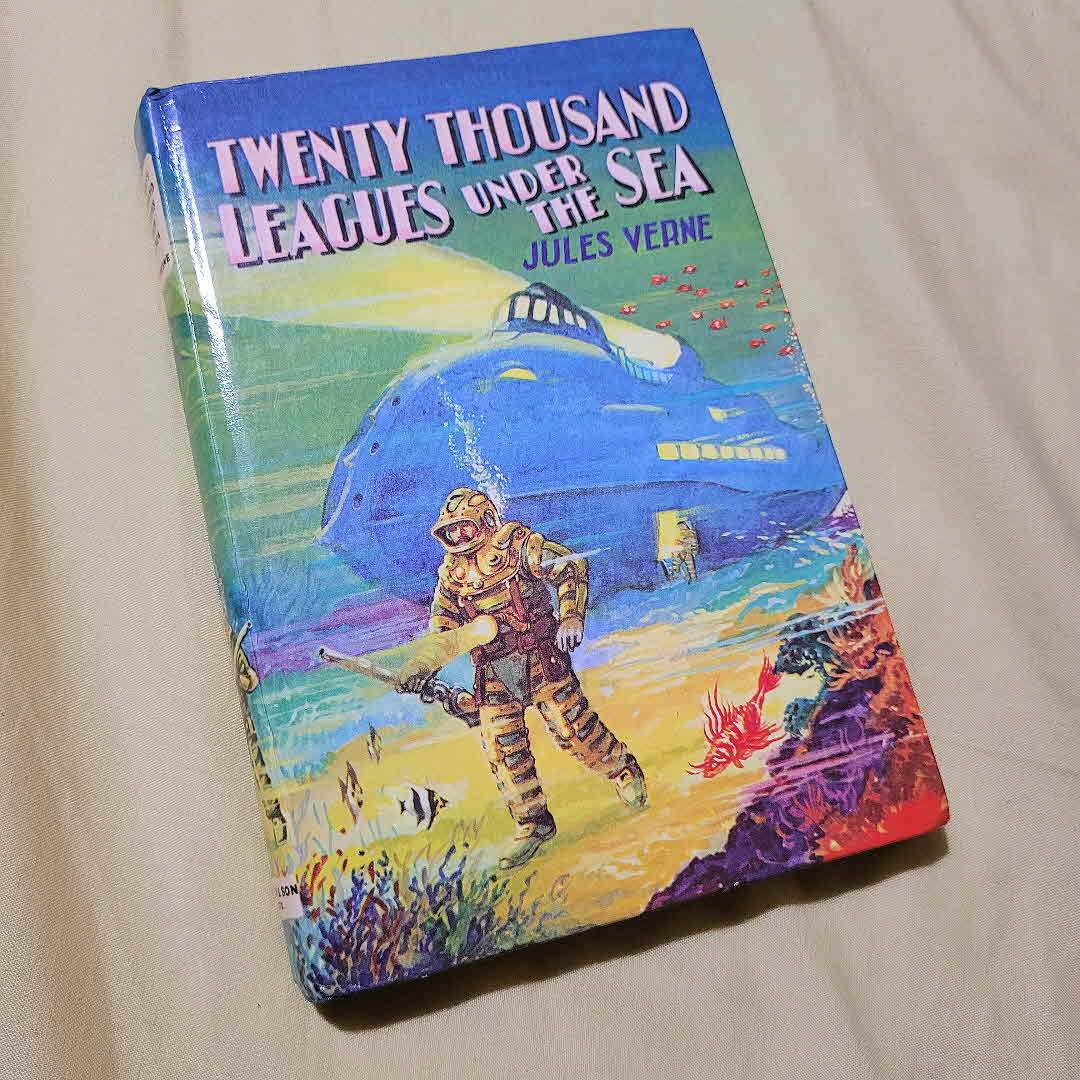 TWENTY THOUSAND
LEAGUES UNDER
THE SEA
JULES VERNE